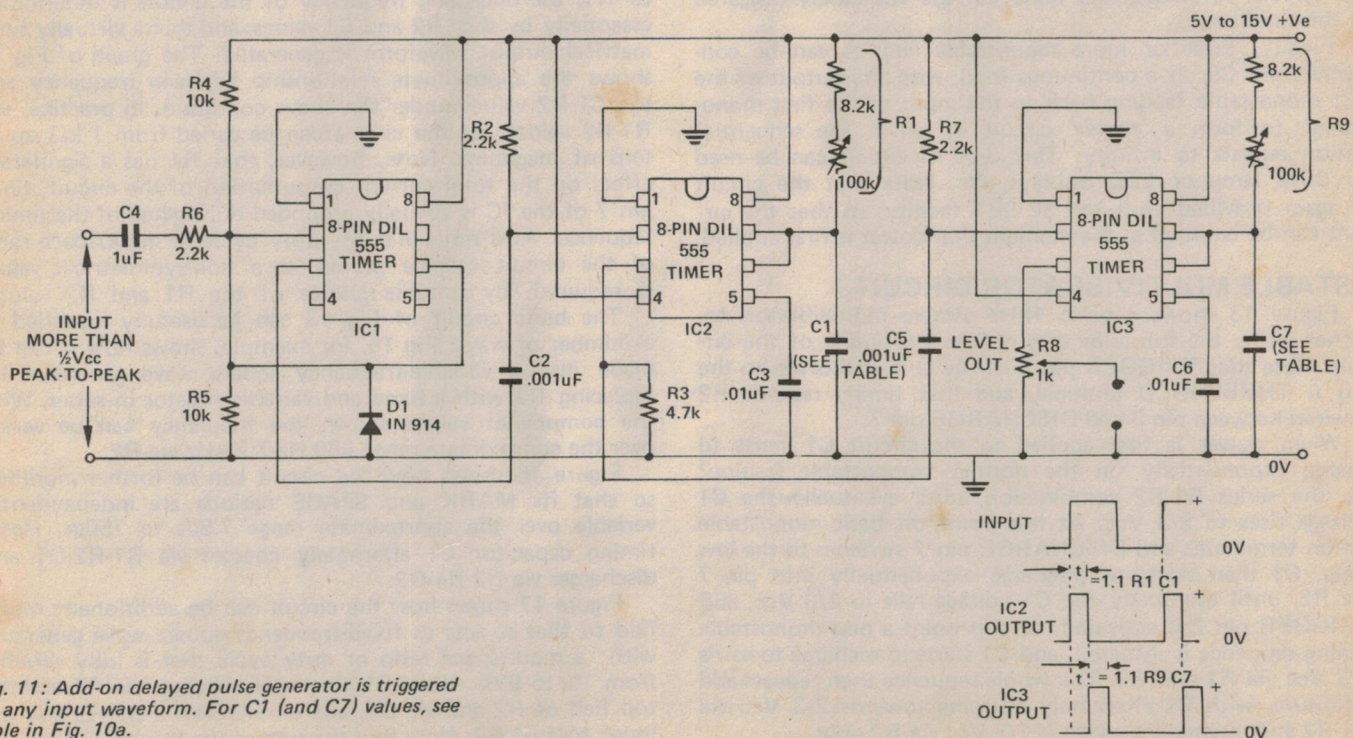 5V to 15V +Ve
R4
10k
R2
2.2k
8.2k
R1
100k
R7
2.2k
8.2k
R9
100k
C4
1uF
R6
2.2k
1 8
8-PIN DIL
555
TIMER
4 5
IC1
1 8
8-PIN DIL
555
TIMER
4 5
IC2
1 8
8-PIN DIL
555
TIMER
4 5
IC3
INPUT
MORE THAN
½Vcc
PEAK-TO-PEAK
R5
10k
D1
IN 914
C2
.001uF
R3
4.7k
C3
.01uF
C1
(SEE
TABLE)
C5
.001uF
LEVEL
OUT
R8
1k
C6
.01uF
C7
(SEE
TABLE)
0V
INPUT
+
0V
t =1.1 R1 C1
IC2
OUTPUT
+
0V
t = 1.1 R9 C7
IC3
OUTPUT
+
0V
g. 11: Add-on delayed pulse generator is triggered
any input waveform. For C1 (and C7) values, see
ble in Fig. 10a.